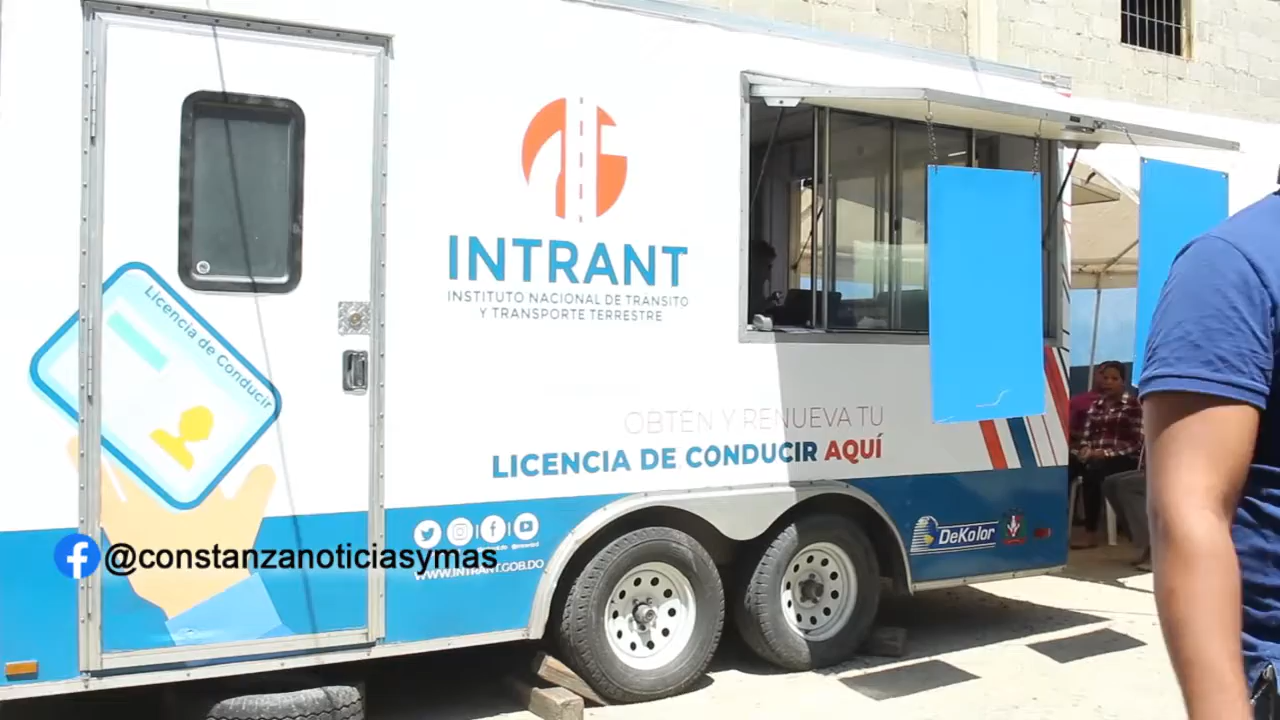 INTRANT
INSTITUTO NACIONAL DE TRANSITO
Y TRANSPORTE TERRESTRE
Licencia de Conducir
OBTÉN Y RENUEVA TU
LICENCIA DE CONDUCIR AQUÍ
@constanzanoticiasymas
WWW.INTRANT.GOB.DO
DeKolor